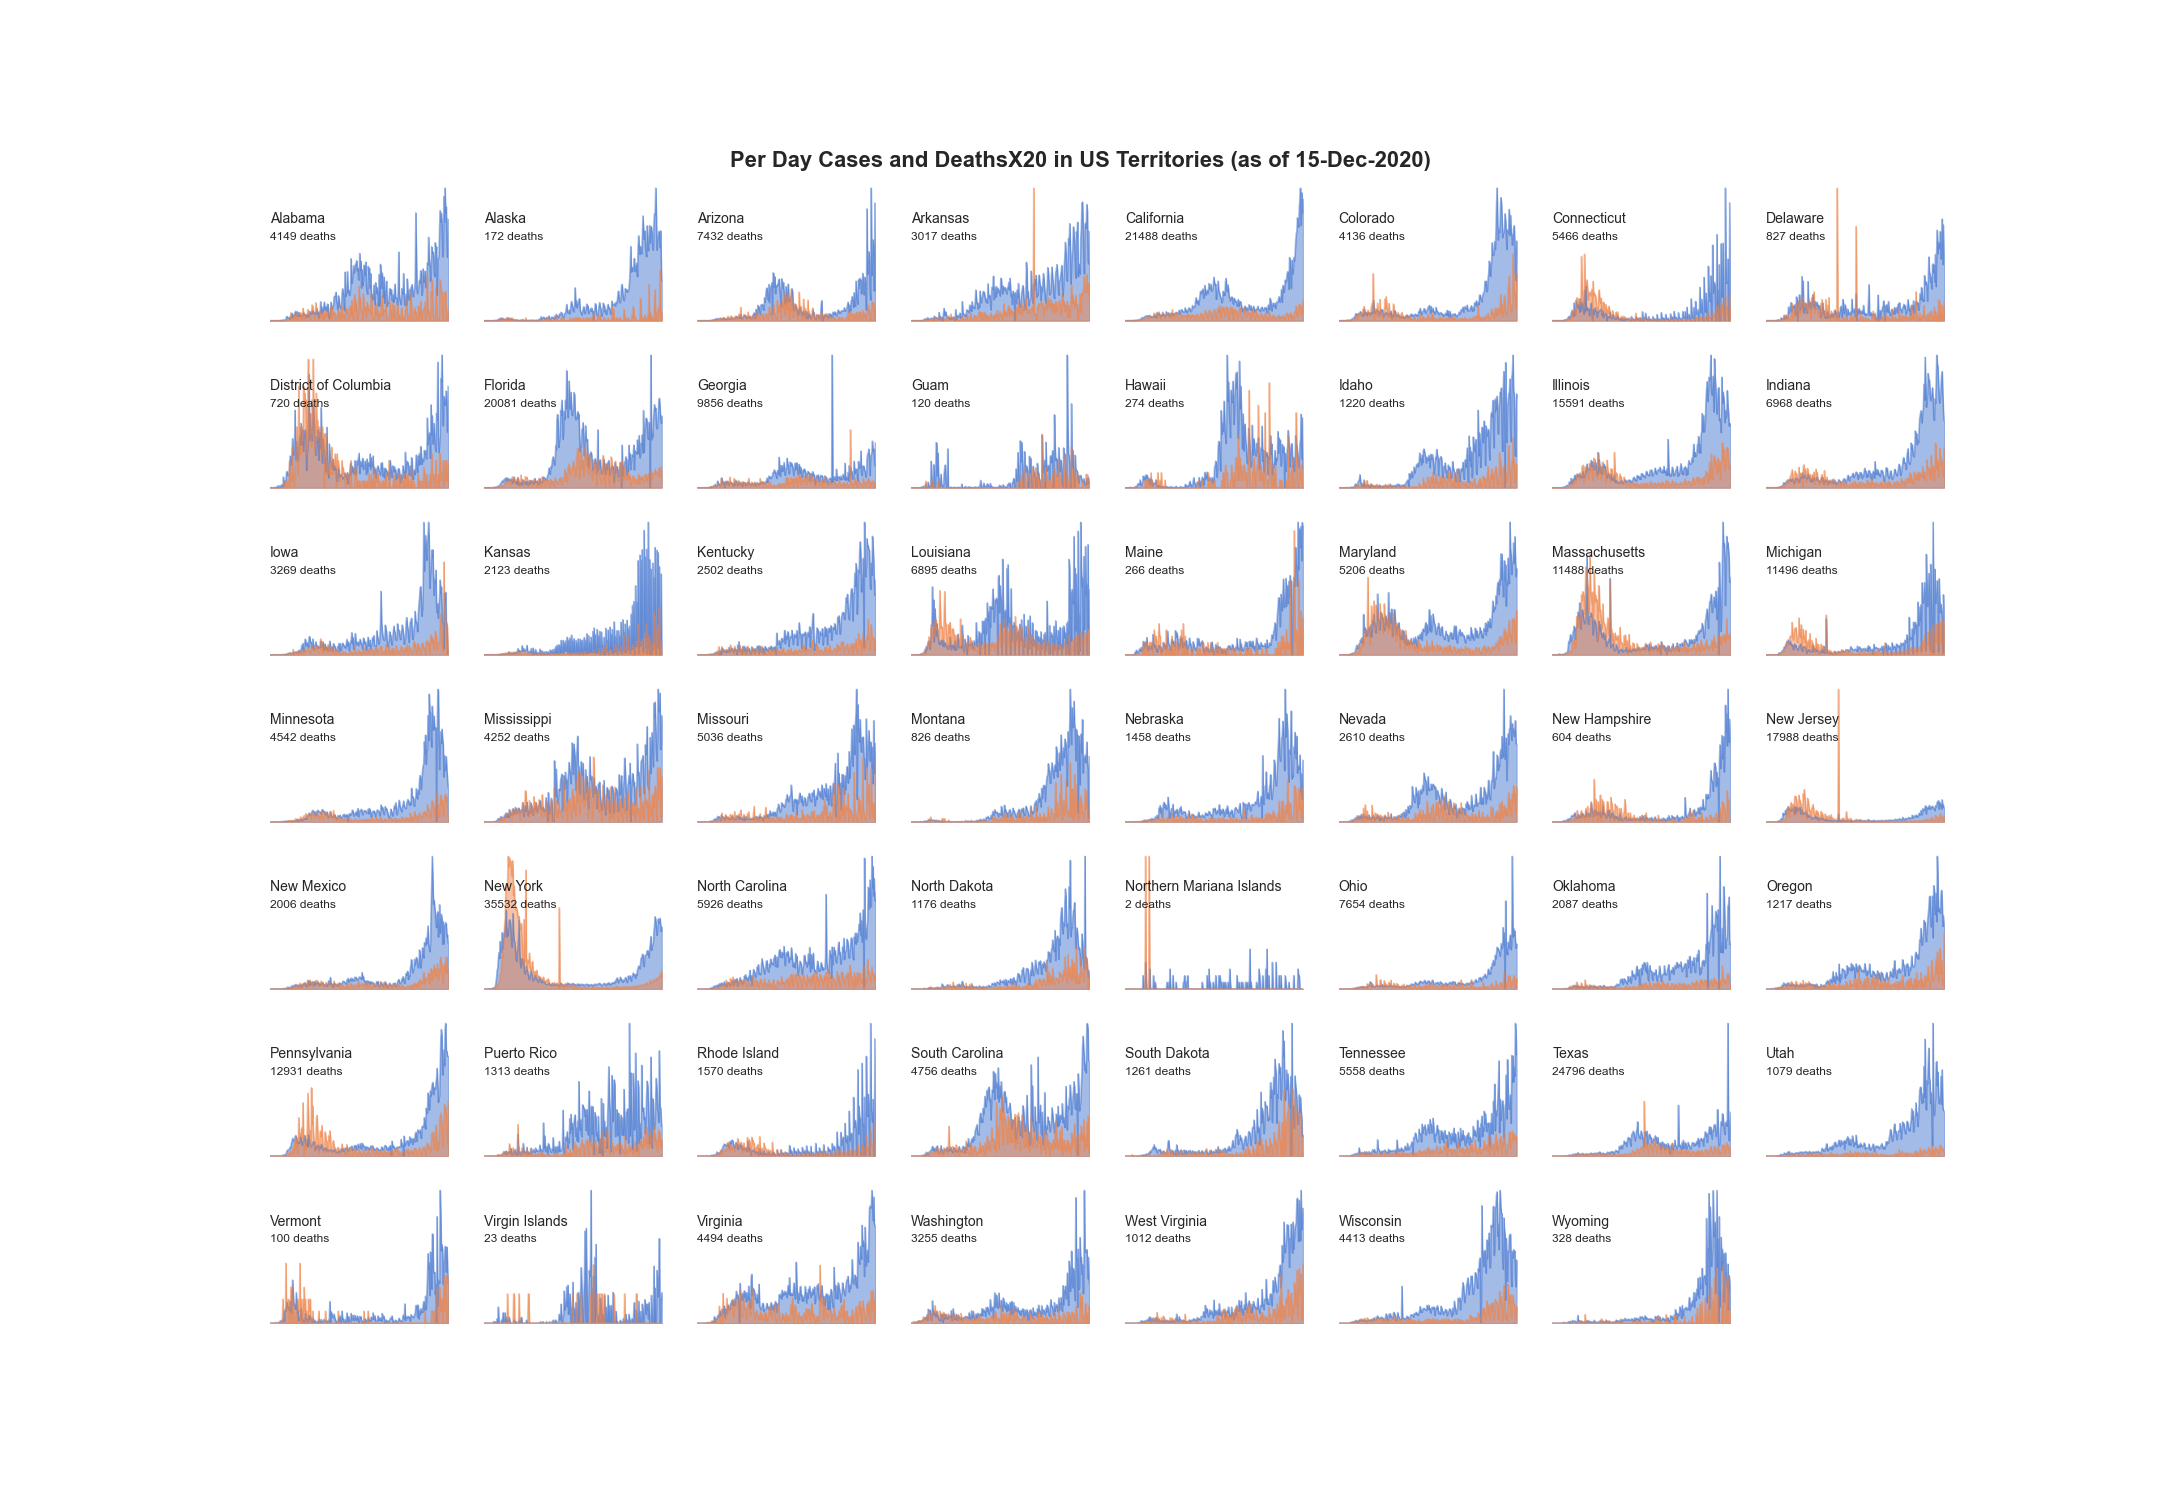 Per Day Cases and DeathsX20 in US Territories (as of 15-Dec-2020)
Alabama
4149 deaths
Alaska
172 deaths
Arizona
7432 deaths
Arkansas
3017 deaths
California
21488 deaths
Colorado
4136 deaths
Connecticut
5466 deaths
Delaware
827 deaths
District of Columbia
720 deaths
Florida
20081 deaths
Georgia
9856 deaths
Guam
120 deaths
Hawaii
274 deaths
Idaho
1220 deaths
Illinois
15591 deaths
Indiana
6968 deaths
Iowa
3269 deaths
Kansas
2123 deaths
Kentucky
2502 deaths
Louisiana
6895 deaths
Maine
266 deaths
Maryland
5206 deaths
Massachusetts
11488 deaths
Michigan
11496 deaths
Minnesota
4542 deaths
Mississippi
4252 deaths
Missouri
5036 deaths
Montana
826 deaths
Nebraska
1458 deaths
Nevada
2610 deaths
New Hampshire
604 deaths
New Jersey
17988 deaths
New Mexico
2006 deaths
New York
35532 deaths
North Carolina
5926 deaths
North Dakota
1176 deaths
Northern Mariana Islands
2 deaths
Ohio
7654 deaths
Oklahoma
2087 deaths
Oregon
1217 deaths
Pennsylvania
12931 deaths
Puerto Rico
1313 deaths
Rhode Island
1570 deaths
South Carolina
4756 deaths
South Dakota
1261 deaths
Tennessee
5558 deaths
Texas
24796 deaths
Utah
1079 deaths
Vermont
100 deaths
Virgin Islands
23 deaths
Virginia
4494 deaths
Washington
3255 deaths
West Virginia
1012 deaths
Wisconsin
4413 deaths
Wyoming
328 deaths